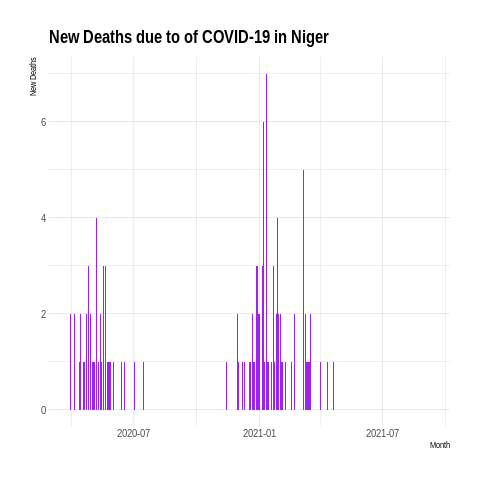 New Deaths due to of COVID-19 in Niger
New Deaths
6
4
2
0
2020-07
2021-01
2021-07
Month